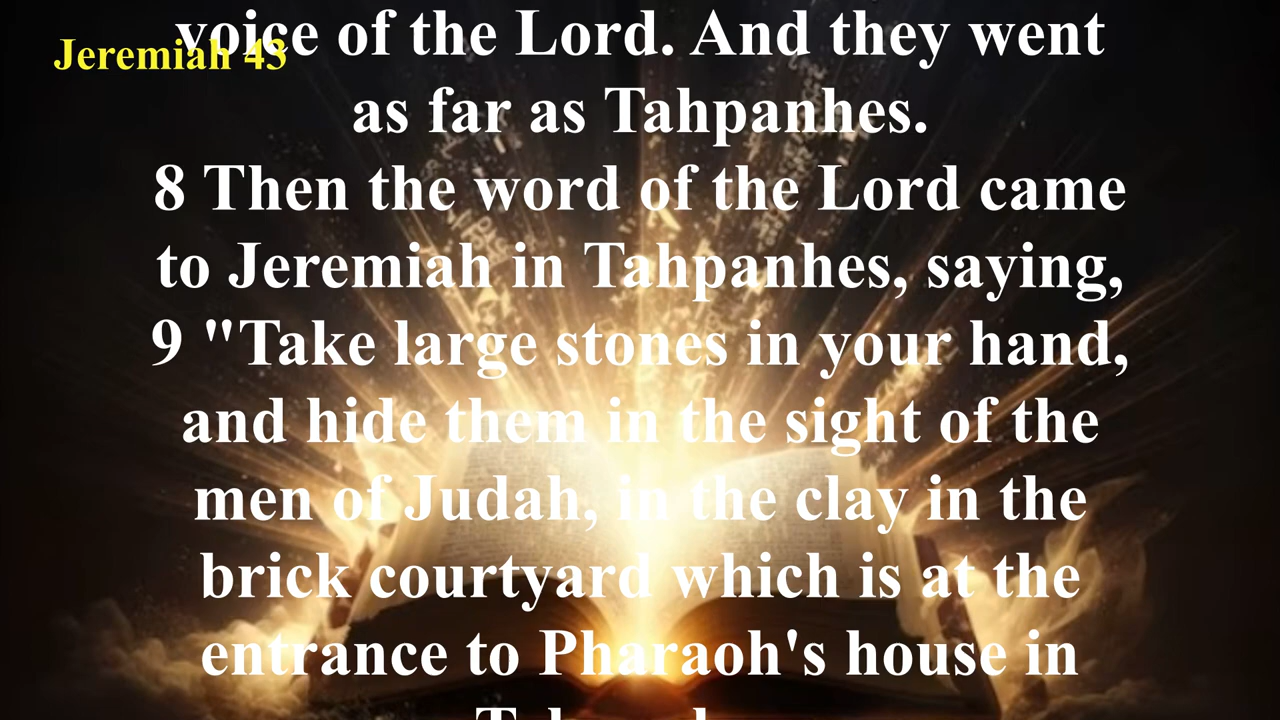 voice of the Lord. And they went
Jeremiah 43
as far as Tahpanhes.
8 Then the word of the Lord came
to Jeremiah in Tahpanhes, saying,
9 "Take large stones in your hand,
and hide them in the sight of the
men of Judah, in the clay in the
brick courtyard which is at the
entrance to Pharaoh's house in